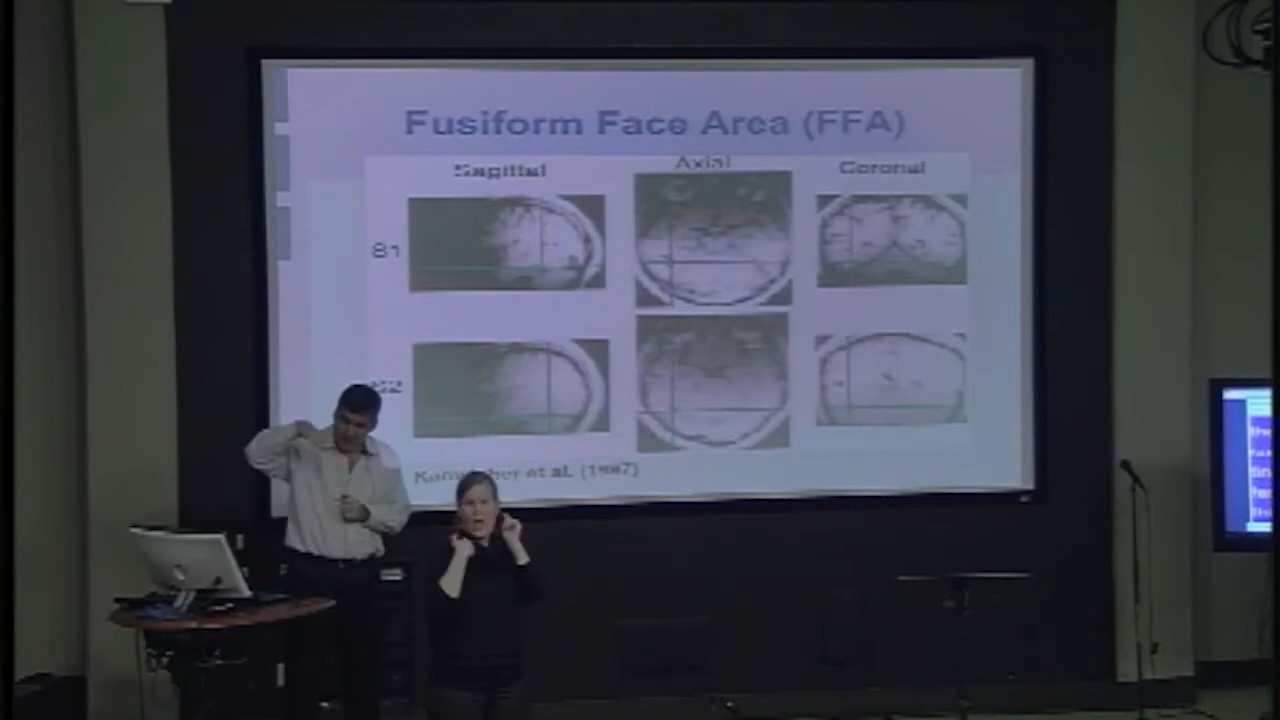 Fusiform Face Area (FFA)
Sagittal
Axial
Coronal
S1
S2
Kanwisher et al. (1997)